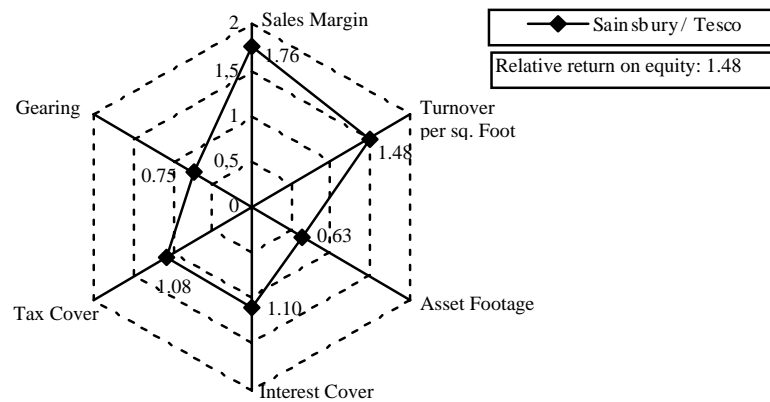 Sales Margin
Sainsbury / Tesco
Relative return on equity: 1.48
2
1.76
1,5
Gearing
Turnover
per sq. Foot
1
1.48
0,5
0.75
0
0.63
1.08
1.10
Tax Cover
Asset Footage
Interest Cover